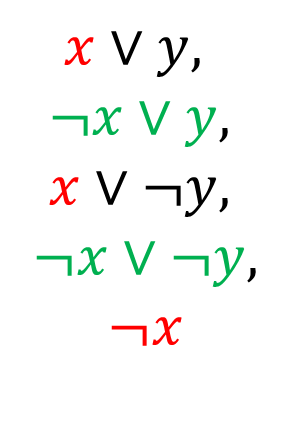 x ∨ y,
¬x ∨ y,
x ∨ ¬y,
¬x ∨ ¬y,
¬x